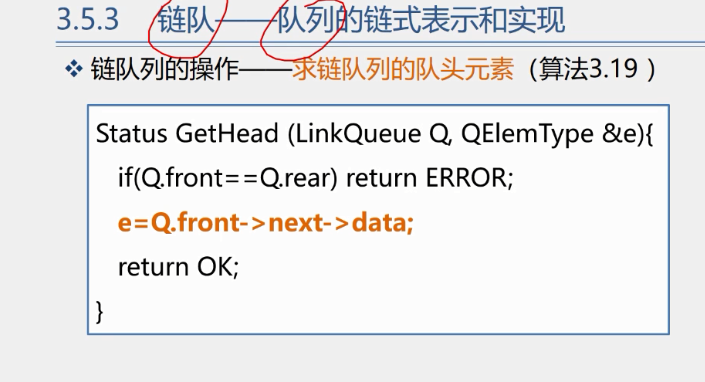 3.5.3 链队——队列的链式表示和实现
❖ 链队列的操作——求链队列的队头元素（算法3.19 ）
Status GetHead (LinkQueue Q, QElemType &e){
if(Q.front==Q.rear) return ERROR;
e=Q.front->next->data;
return OK;
}